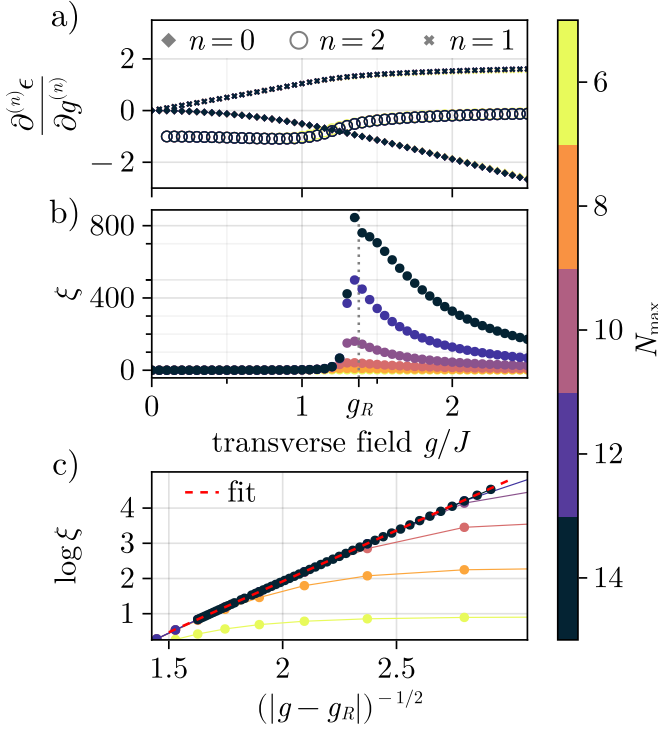 a)
n = 0 n = 2 n = 1
∂⁽ⁿ⁾ϵ
∂g⁽ⁿ⁾
2
0
−2
b)
ξ
800
400
0
0 1 g_R 2
transverse field g/J
c)
log ξ
fit
4
3
2
1
1.5 2 2.5
(|g − g_R|)^{−1/2}
6
8
10
12
14
N_max